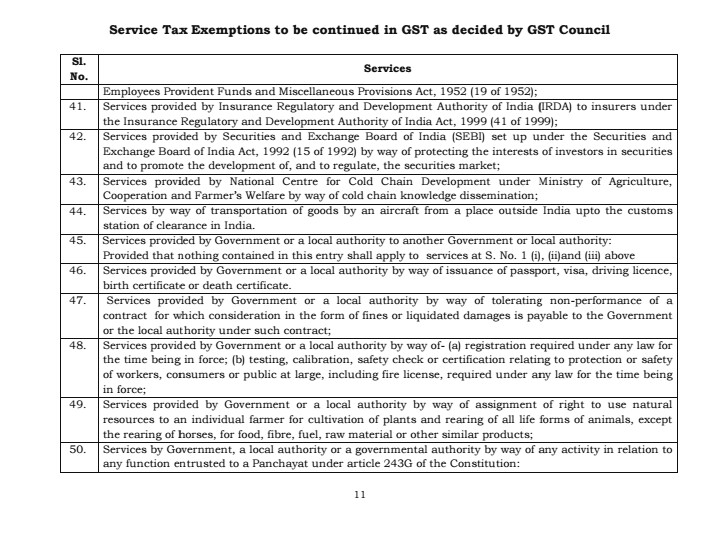 Service Tax Exemptions to be continued in GST as decided by GST Council
Sl.
No.
Services
Employees Provident Funds and Miscellaneous Provisions Act, 1952 (19 of 1952);
41. Services provided by Insurance Regulatory and Development Authority of India (IRDA) to insurers under
the Insurance Regulatory and Development Authority of India Act, 1999 (41 of 1999);
42. Services provided by Securities and Exchange Board of India (SEBI) set up under the Securities and
Exchange Board of India Act, 1992 (15 of 1992) by way of protecting the interests of investors in securities
and to promote the development of, and to regulate, the securities market;
43. Services provided by National Centre for Cold Chain Development under Ministry of Agriculture,
Cooperation and Farmer's Welfare by way of cold chain knowledge dissemination;
44. Services by way of transportation of goods by an aircraft from a place outside India upto the customs
station of clearance in India.
45. Services provided by Government or a local authority to another Government or local authority:
Provided that nothing contained in this entry shall apply to services at S. No. 1 (i), (ii)and (iii) above
46. Services provided by Government or a local authority by way of issuance of passport, visa, driving licence,
birth certificate or death certificate.
47. Services provided by Government or a local authority by way of tolerating non-performance of a
contract for which consideration in the form of fines or liquidated damages is payable to the Government
or the local authority under such contract;
48. Services provided by Government or a local authority by way of- (a) registration required under any law for
the time being in force; (b) testing, calibration, safety check or certification relating to protection or safety
of workers, consumers or public at large, including fire license, required under any law for the time being
in force;
49. Services provided by Government or a local authority by way of assignment of right to use natural
resources to an individual farmer for cultivation of plants and rearing of all life forms of animals, except
the rearing of horses, for food, fibre, fuel, raw material or other similar products;
50. Services by Government, a local authority or a governmental authority by way of any activity in relation to
any function entrusted to a Panchayat under article 243G of the Constitution:
11